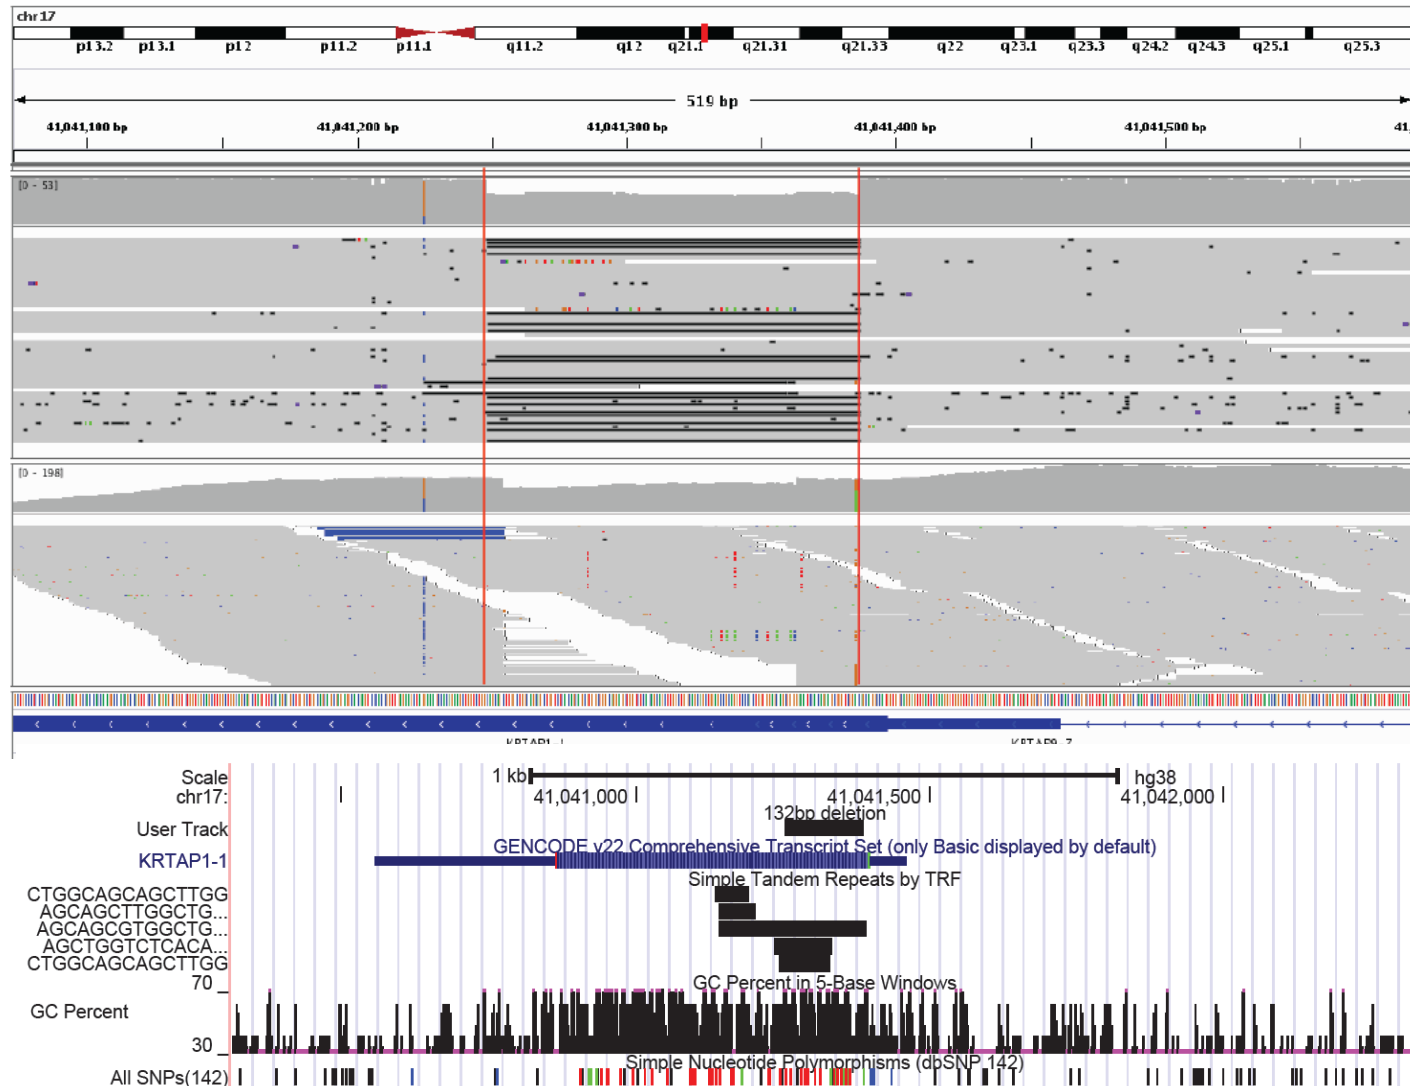 chr17
p13.2 p13.1 p12 p11.2 p11.1 q11.2 q12 q21.1 q21.31 q21.33 q22 q23.1 q23.3 q24.2 q24.3 q25.1 q25.3
519 bp
41,041,100 bp 41,041,200 bp 41,041,300 bp 41,041,400 bp 41,041,500 bp 41,
[0 - 53]
[0 - 198]
KRTAP1-1 KRTAP9-7
Scale 1 kb hg38
chr17: 41,041,000 41,041,500 41,042,000
132bp deletion
User Track
GENCODE v22 Comprehensive Transcript Set (only Basic displayed by default)
KRTAP1-1
Simple Tandem Repeats by TRF
CTGGCAGCAGCTTGG
AGCAGCTTGGCTG...
AGCAGCGTGGCTG...
AGCTGGTCTCACA...
CTGGCAGCAGCTTGG
GC Percent in 5-Base Windows
70
GC Percent
30
Simple Nucleotide Polymorphisms (dbSNP 142)
All SNPs(142)